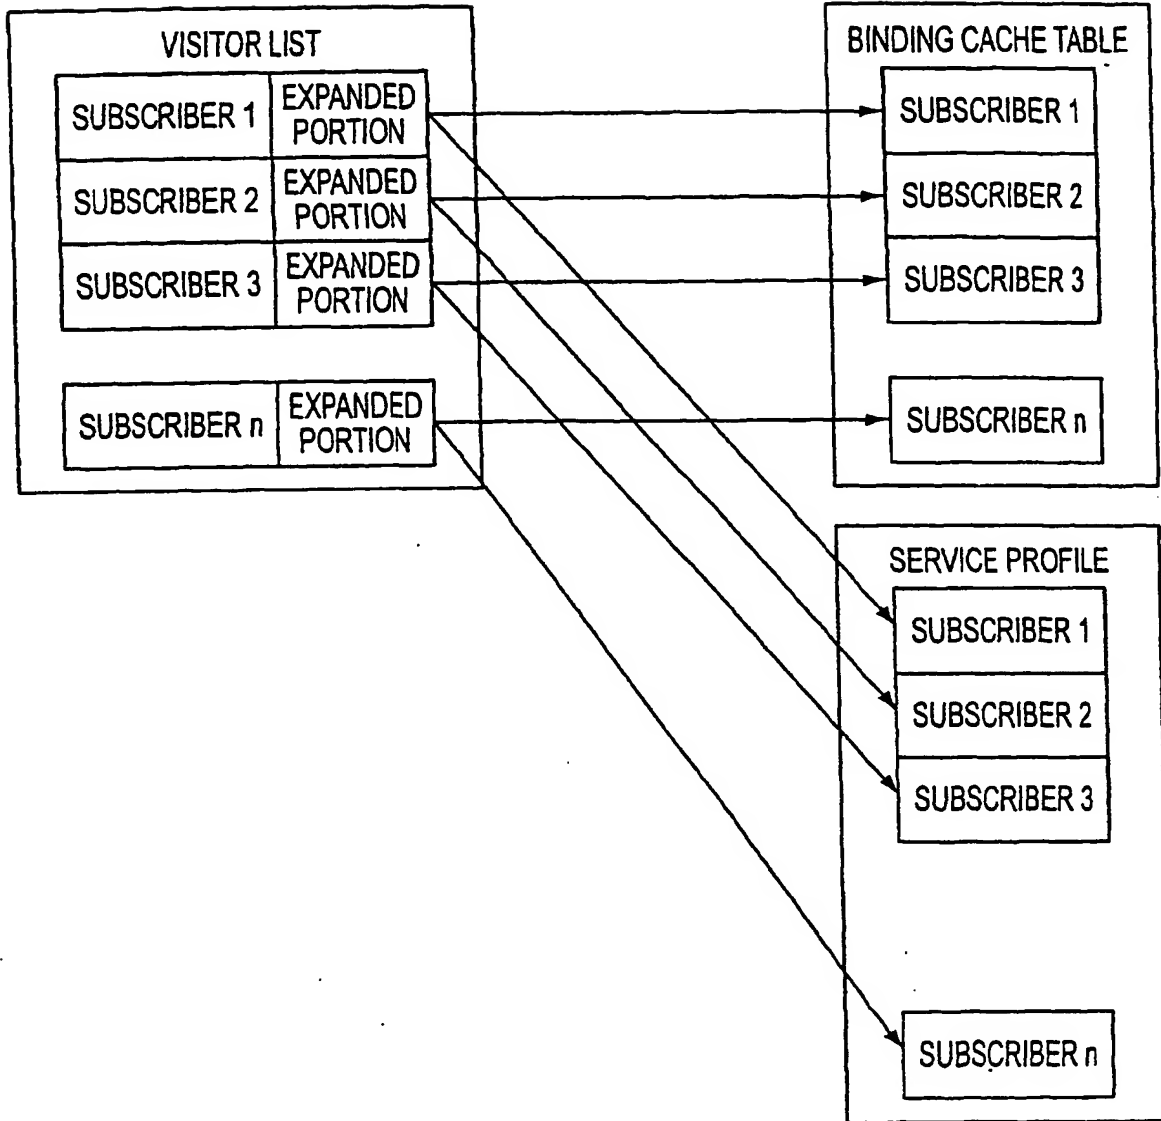 VISITOR LIST
SUBSCRIBER 1
EXPANDED
PORTION
SUBSCRIBER 2
EXPANDED
PORTION
SUBSCRIBER 3
EXPANDED
PORTION
SUBSCRIBER n
EXPANDED
PORTION
BINDING CACHE TABLE
SUBSCRIBER 1
SUBSCRIBER 2
SUBSCRIBER 3
SUBSCRIBER n
SERVICE PROFILE
SUBSCRIBER 1
SUBSCRIBER 2
SUBSCRIBER 3
SUBSCRIBER n